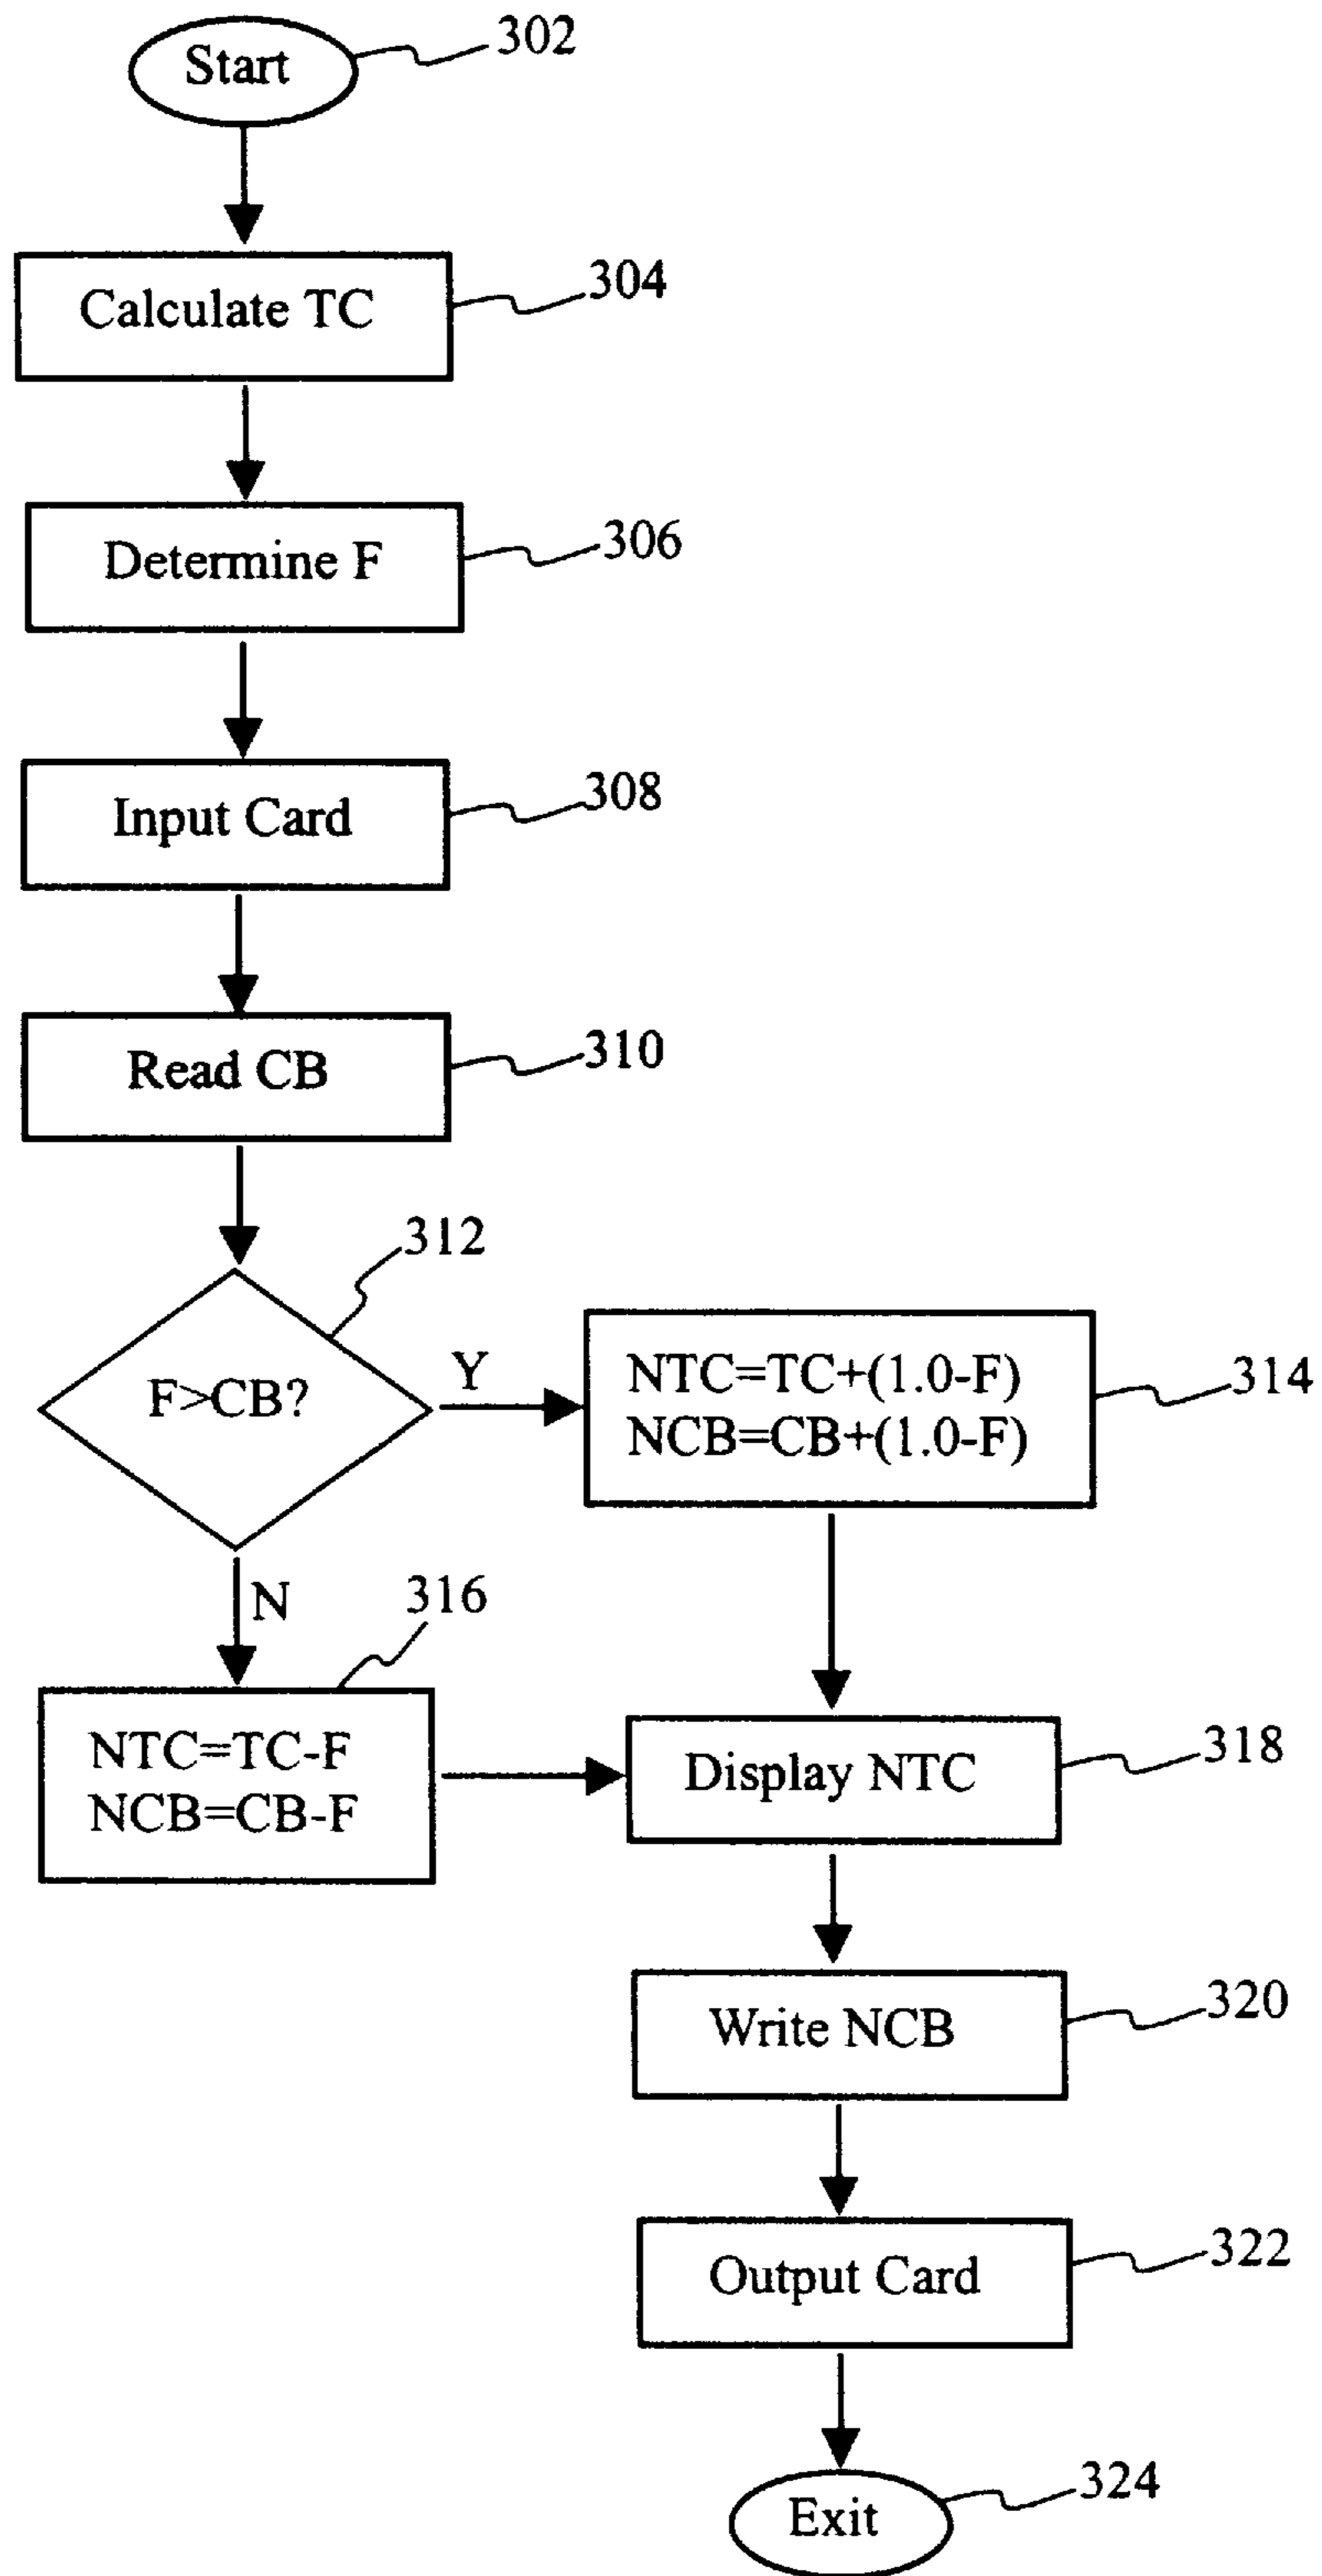 Start
302
Calculate TC
304
Determine F
306
Input Card
308
Read CB
310
312
F>CB?
Y
NTC=TC+(1.0-F)
NCB=CB+(1.0-F)
314
N
316
NTC=TC-F
NCB=CB-F
Display NTC
318
Write NCB
320
Output Card
322
Exit
324